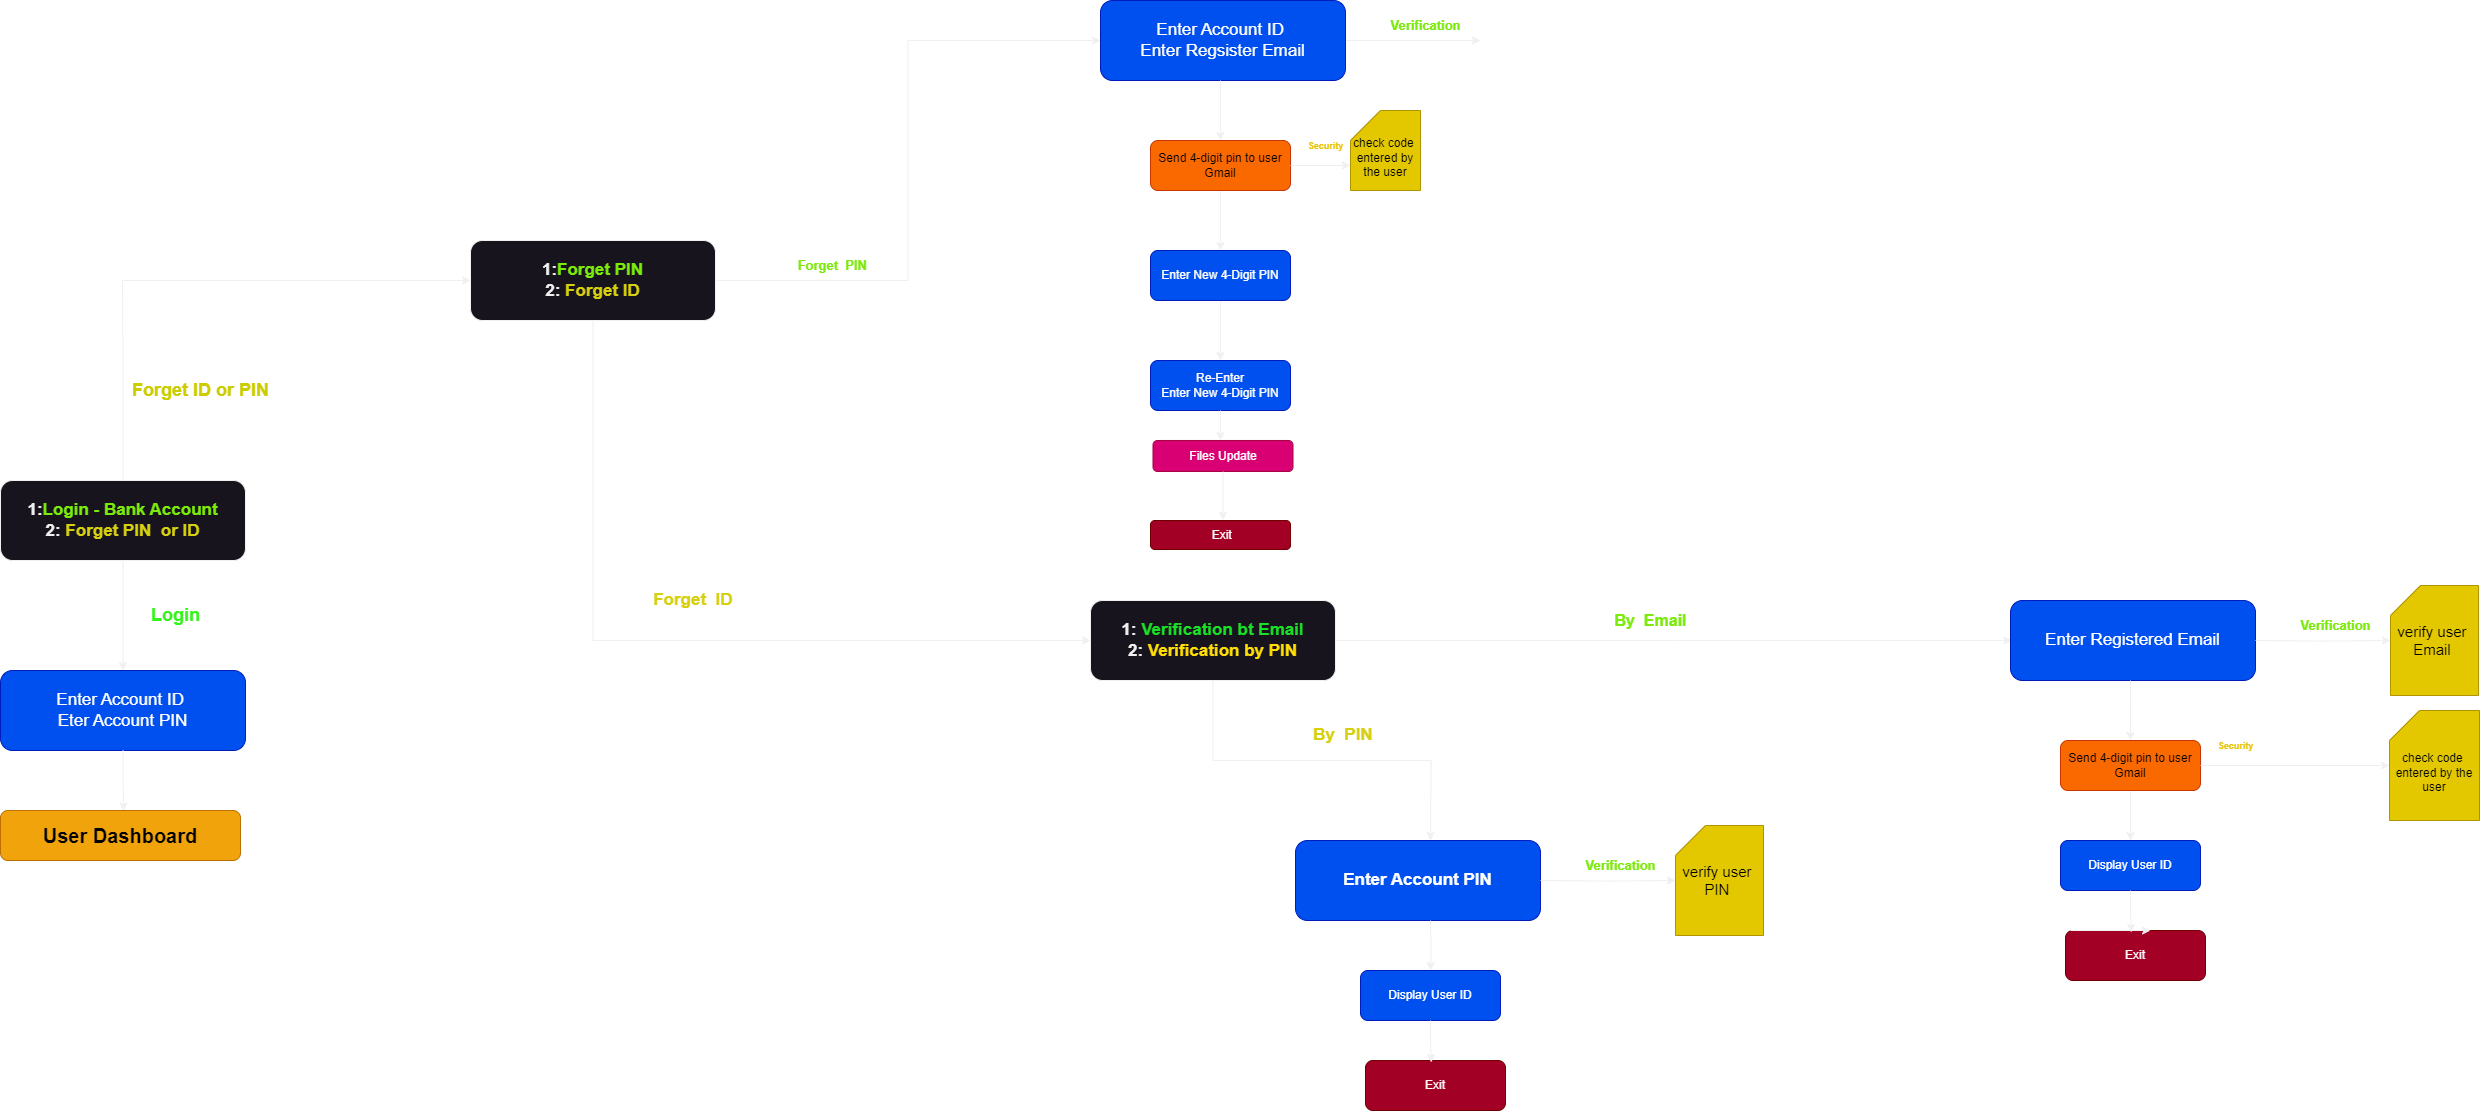 Enter Account ID
Enter Regsister Email
Verification
Send 4-digit pin to user
Gmail
Security
check code
entered by
the user
1:Forget PIN
2: Forget ID
Forget  PIN
Enter New 4-Digit PIN
Forget ID or PIN
Re-Enter
Enter New 4-Digit PIN
Files Update
1:Login - Bank Account
2: Forget PIN  or ID
Exit
Login
Forget  ID
1: Verification bt Email
2: Verification by PIN
By  Email
Enter Registered Email
Verification
verify user
Email
Enter Account ID
Eter Account PIN
By  PIN
Send 4-digit pin to user
Gmail
Security
check code
entered by the
user
User Dashboard
Enter Account PIN
Verification
verify user
PIN
Display User ID
Exit
Display User ID
Exit